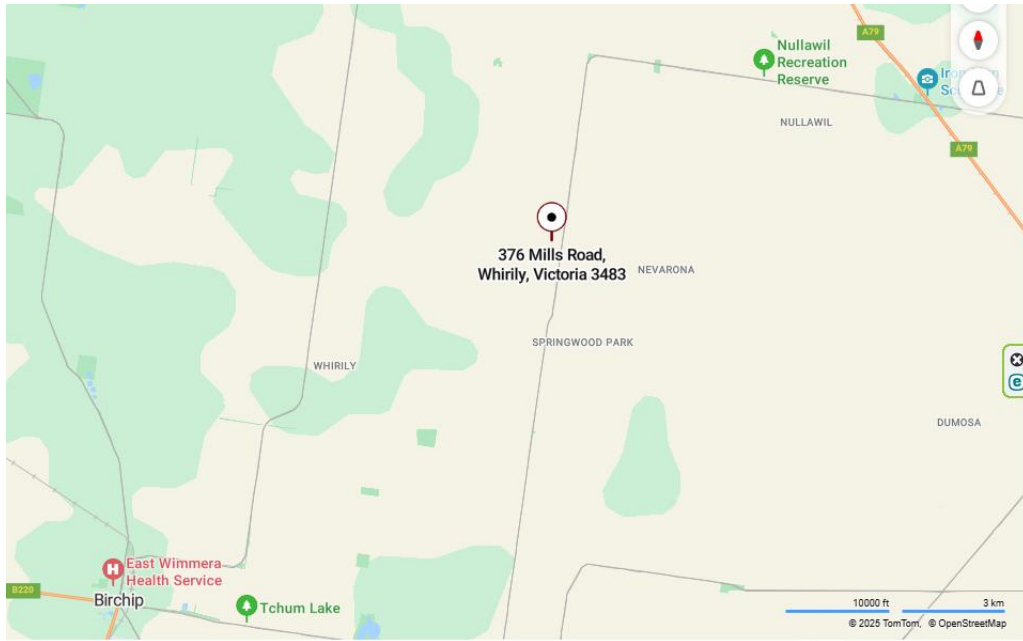 A79
Nullawil
Recreation
Reserve
NULLAWIL
A79
376 Mills Road,
Whirily, Victoria 3483
NEVARONA
SPRINGWOOD PARK
WHIRILY
DUMOSA
East Wimmera
Health Service
H
B220
Birchip
Tchum Lake
10000 ft
3 km
© 2025 TomTom, © OpenStreetMap